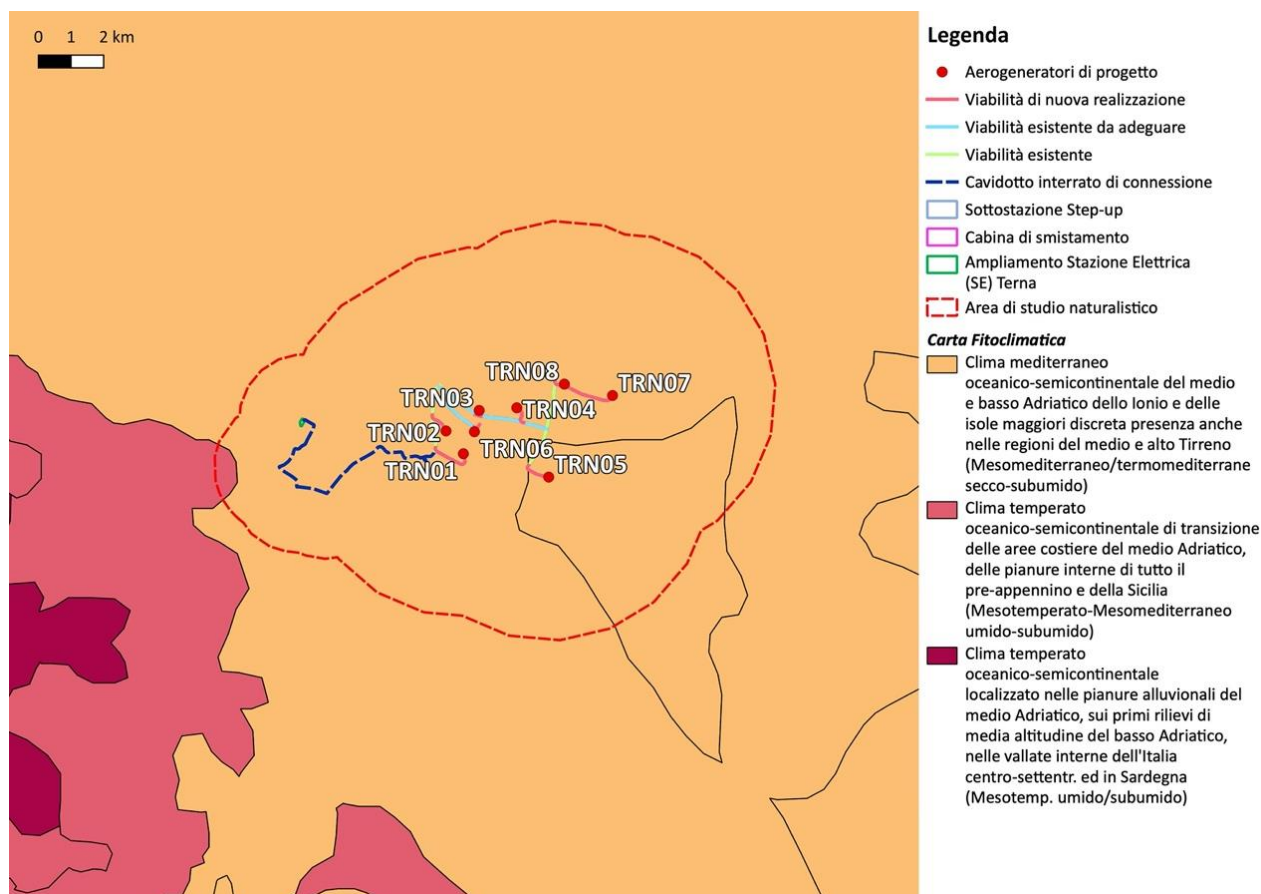 0 1 2 km
TRN08
TRN07
TRN03
TRN04
TRN02
TRN06
TRN01
TRN05
Legenda
Aerogeneratori di progetto
Viabilità di nuova realizzazione
Viabilità esistente da adeguare
Viabilità esistente
Cavidotto interrato di connessione
Sottostazione Step-up
Cabina di smistamento
Ampliamento Stazione Elettrica
(SE) Terna
Area di studio naturalistico
Carta Fitoclimatica
Clima mediterraneo
oceanico-semicontinentale del medio
e basso Adriatico dello Ionio e delle
isole maggiori discreta presenza anche
nelle regioni del medio e alto Tirreno
(Mesomediterraneo/termomediterrane
secco-subumido)
Clima temperato
oceanico-semicontinentale di transizione
delle aree costiere del medio Adriatico,
delle pianure interne di tutto il
pre-appennino e della Sicilia
(Mesotemperato-Mesomediterraneo
umido-subumido)
Clima temperato
oceanico-semicontinentale
localizzato nelle pianure alluvionali del
medio Adriatico, sui primi rilievi di
media altitudine del basso Adriatico,
nelle vallate interne dell'Italia
centro-settentr. ed in Sardegna
(Mesotemp. umido/subumido)